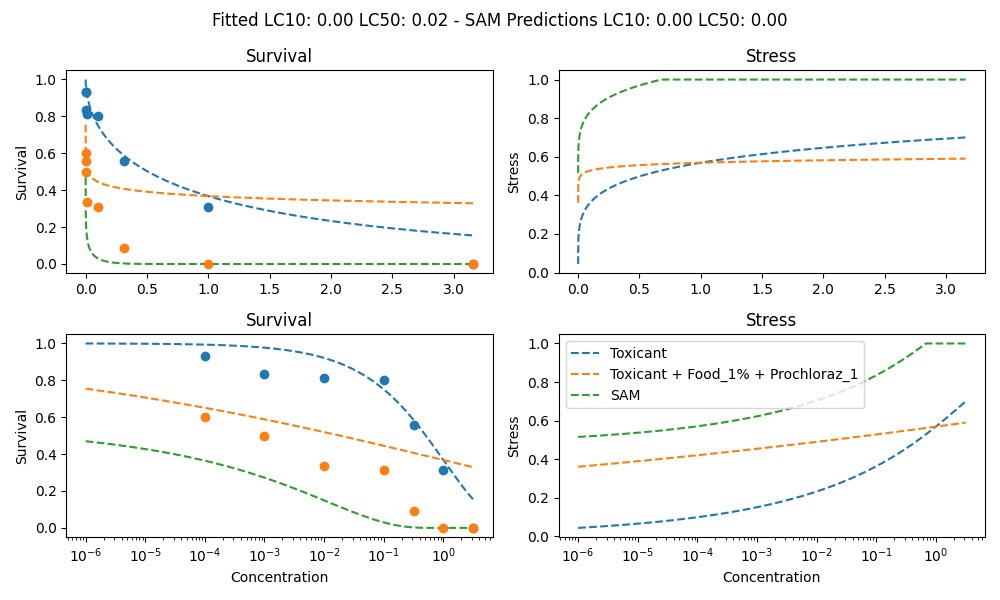 Fitted LC10: 0.00 LC50: 0.02 - SAM Predictions LC10: 0.00 LC50: 0.00
Survival
Survival
1.0
0.8
0.6
0.4
0.2
0.0
0.0 0.5 1.0 1.5 2.0 2.5 3.0
Stress
Stress
1.0
0.8
0.6
0.4
0.2
0.0
0.0 0.5 1.0 1.5 2.0 2.5 3.0
Survival
Survival
1.0
0.8
0.6
0.4
0.2
0.0
10⁻⁶ 10⁻⁵ 10⁻⁴ 10⁻³ 10⁻² 10⁻¹ 10⁰
Concentration
Stress
Stress
1.0
0.8
0.6
0.4
0.2
0.0
Toxicant
Toxicant + Food_1% + Prochloraz_1
SAM
10⁻⁶ 10⁻⁵ 10⁻⁴ 10⁻³ 10⁻² 10⁻¹ 10⁰
Concentration